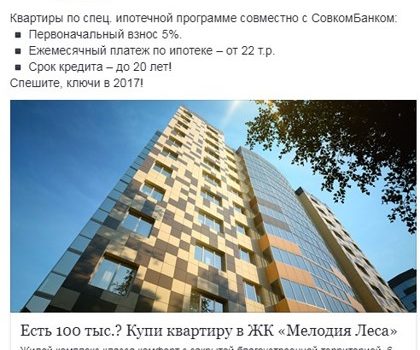 Квартиры по спец. ипотечной программе совместно с СовкомБанком:
▪ Первоначальный взнос 5%.
▪ Ежемесячный платеж по ипотеке – от 22 т.р.
▪ Срок кредита – до 20 лет!
Спешите, ключи в 2017!
Есть 100 тыс.? Купи квартиру в ЖК «Мелодия Леса»